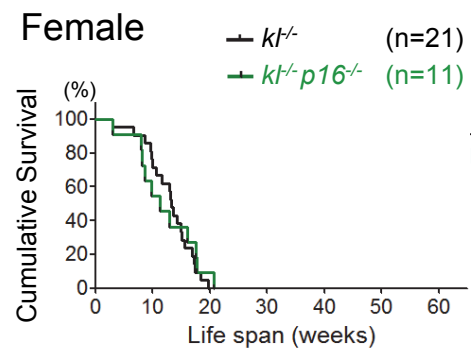 Female
kl-/- (n=21)
kl-/- p16-/- (n=11)
(%)
Cumulative Survival
100
80
60
40
20
0
0 10 20 30 40 50 60
Life span (weeks)